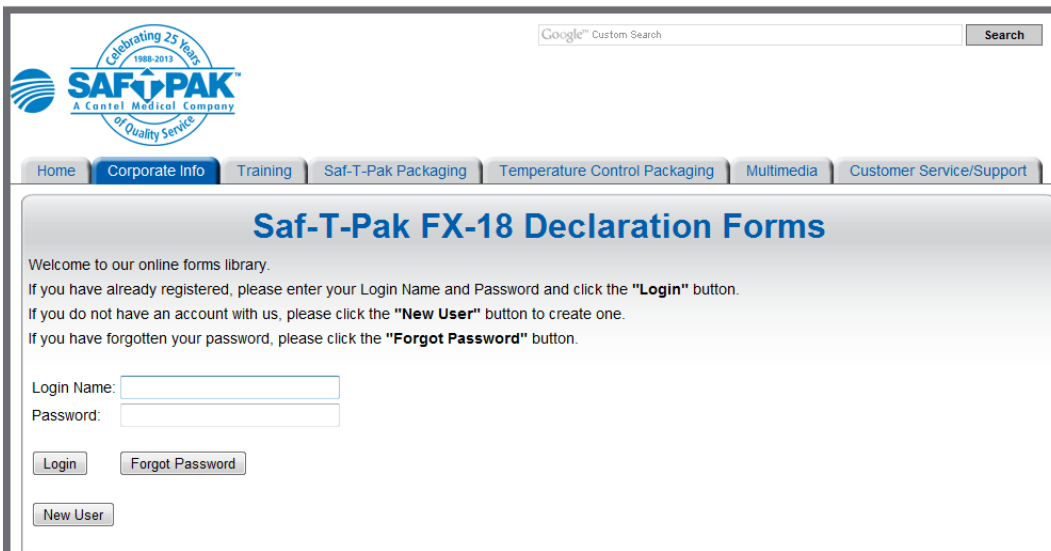 Celebrating 25 Years
1988-2013
SAF-T-PAK™
A Cantel Medical Company
of Quality Service
Google™ Custom Search
Search
Home
Corporate Info
Training
Saf-T-Pak Packaging
Temperature Control Packaging
Multimedia
Customer Service/Support
Saf-T-Pak FX-18 Declaration Forms
Welcome to our online forms library.
If you have already registered, please enter your Login Name and Password and click the "Login" button.
If you do not have an account with us, please click the "New User" button to create one.
If you have forgotten your password, please click the "Forgot Password" button.
Login Name:
Password:
Login
Forgot Password
New User